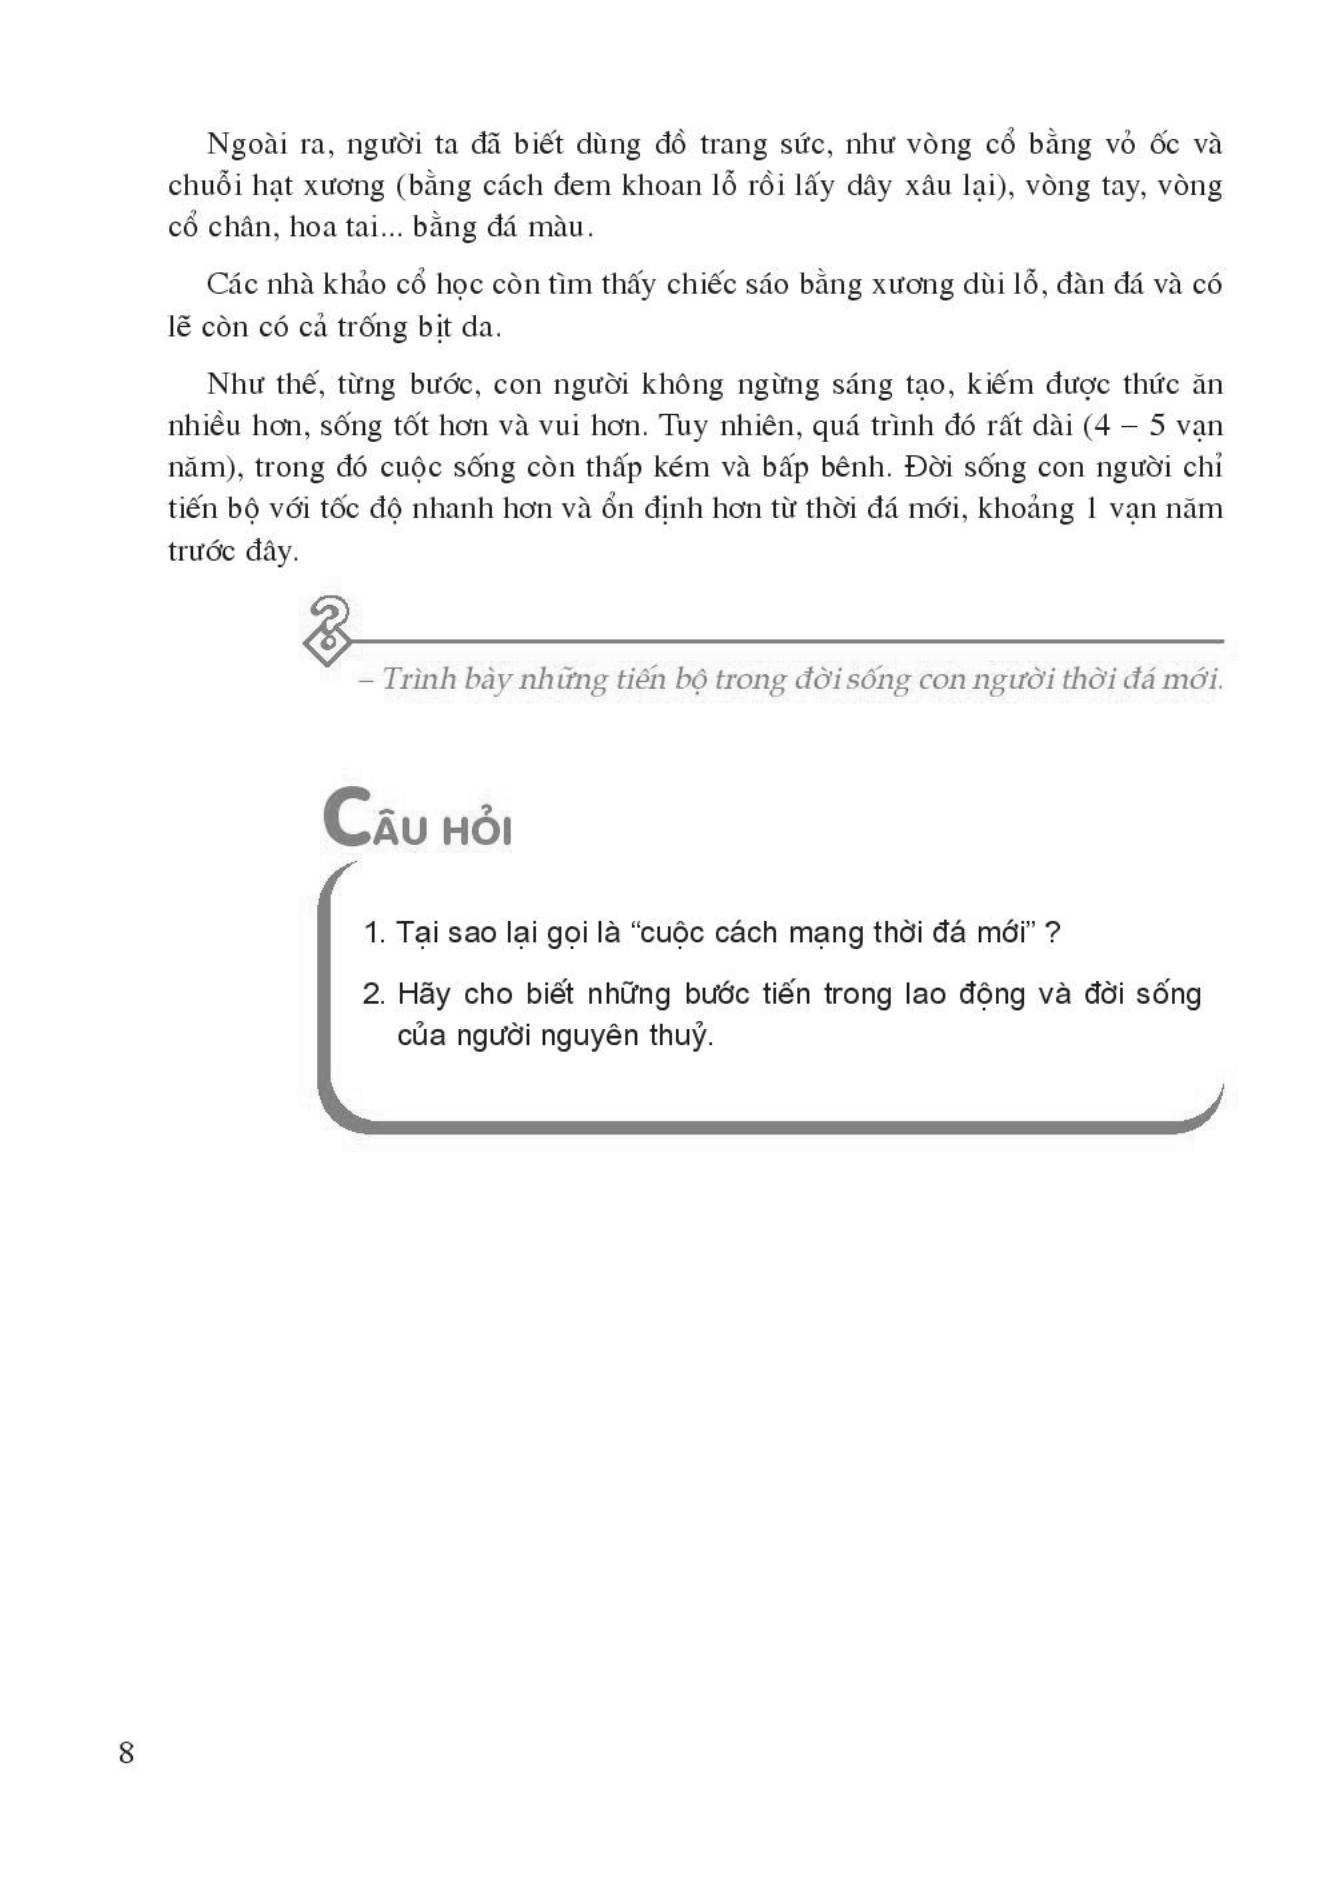 Ngoài ra, người ta đã biết dùng đồ trang sức, như vòng cổ bằng vỏ ốc và
chuỗi hạt xương (bằng cách đem khoan lỗ rồi lấy dây xâu lại), vòng tay, vòng
cổ chân, hoa tai... bằng đá màu.
Các nhà khảo cổ học còn tìm thấy chiếc sáo bằng xương dùi lỗ, đàn đá và có
lẽ còn có cả trống bịt da.
Như thế, từng bước, con người không ngừng sáng tạo, kiếm được thức ăn
nhiều hơn, sống tốt hơn và vui hơn. Tuy nhiên, quá trình đó rất dài (4 – 5 vạn
năm), trong đó cuộc sống còn thấp kém và bấp bênh. Đời sống con người chỉ
tiến bộ với tốc độ nhanh hơn và ổn định hơn từ thời đá mới, khoảng 1 vạn năm
trước đây.
?
– Trình bày những tiến bộ trong đời sống con người thời đá mới.
CÂU HỎI
1. Tại sao lại gọi là “cuộc cách mạng thời đá mới” ?
2. Hãy cho biết những bước tiến trong lao động và đời sống
của người nguyên thuỷ.
8